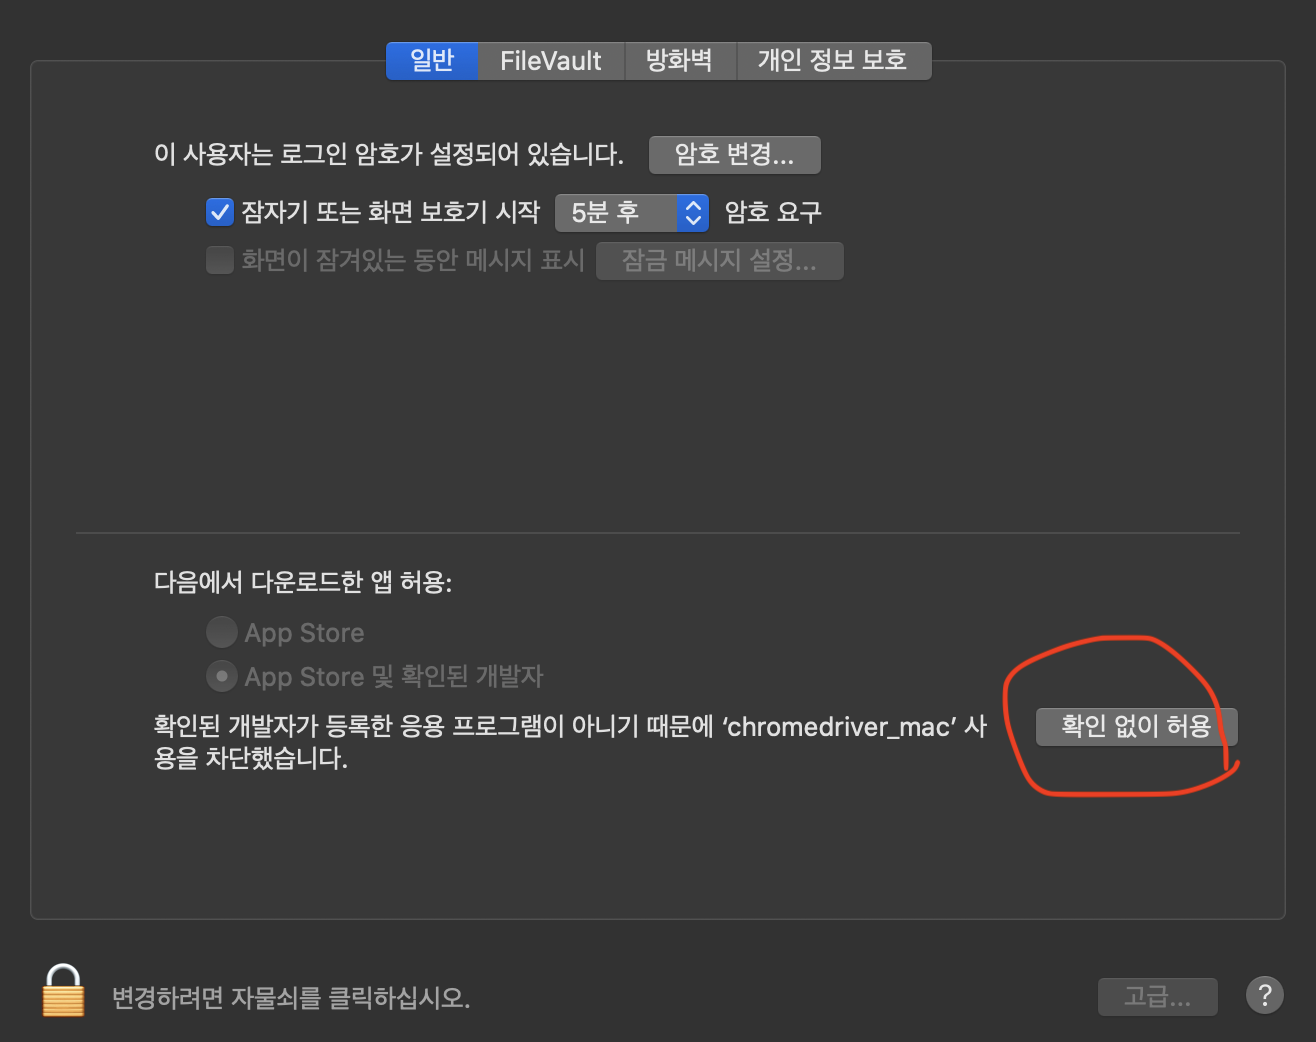 일반 FileVault 방화벽 개인 정보 보호
이 사용자는 로그인 암호가 설정되어 있습니다. 암호 변경...
잠자기 또는 화면 보호기 시작 5분 후 암호 요구
화면이 잠겨있는 동안 메시지 표시 잠금 메시지 설정...
다음에서 다운로드한 앱 허용:
App Store
App Store 및 확인된 개발자
확인된 개발자가 등록한 응용 프로그램이 아니기 때문에 ‘chromedriver_mac’ 사
용을 차단했습니다.
확인 없이 허용
변경하려면 자물쇠를 클릭하십시오.
고급... ?